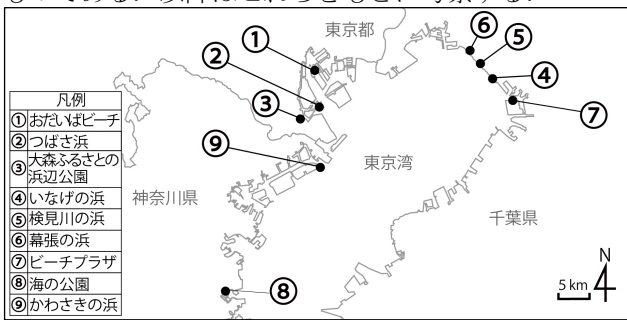 東京都
⑥
①
⑤
②
④
凡例
①おだいばビーチ
②つばさ浜
③大森ふるさとの
浜辺公園
④いなげの浜
⑤検見川の浜
⑥幕張の浜
⑦ビーチプラザ
⑧海の公園
⑨かわさきの浜
③
⑦
⑨
東京湾
神奈川県
千葉県
N
5 km
⑧